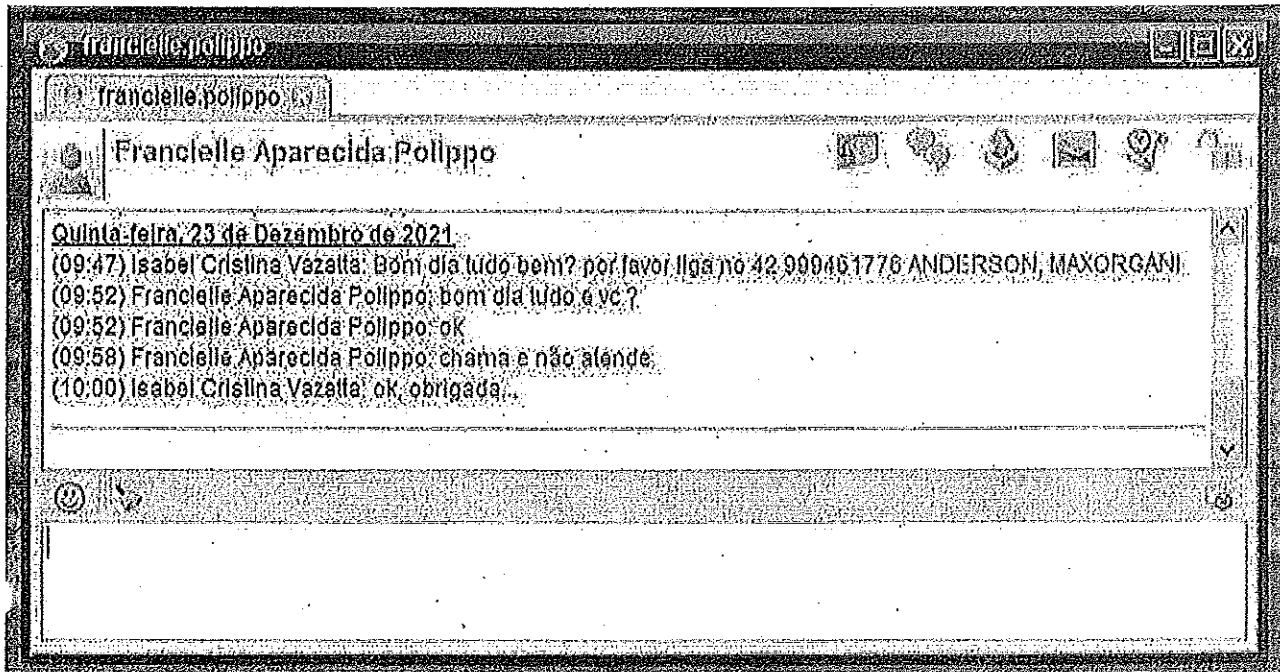 francielle.polippo
francielle.polippo
Francielle Aparecida Polippo
Quinta-feira, 23 de Dezembro de 2021
(09:47) Isabel Cristina Vazatta: Bom dia tudo bem? por favor liga no 42 999461776 ANDERSON, MAXORGANI.
(09:52) Francielle Aparecida Polippo: bom dia tudo e vc ?
(09:52) Francielle Aparecida Polippo: ok
(09:58) Francielle Aparecida Polippo: chama e não atende
(10:00) Isabel Cristina Vazatta: ok, obrigada..